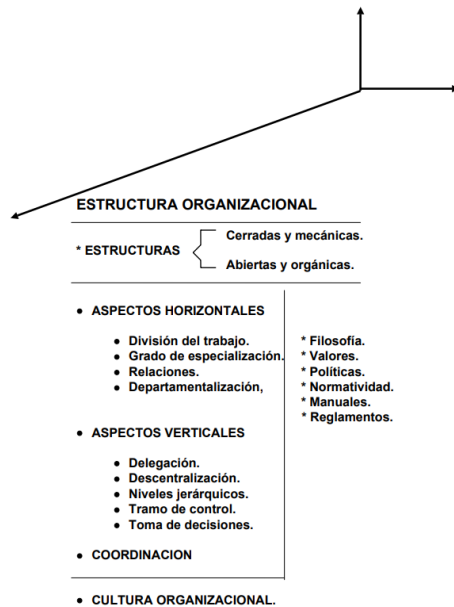 ESTRUCTURA ORGANIZACIONAL
* ESTRUCTURAS
Cerradas y mecánicas.
Abiertas y orgánicas.
● ASPECTOS HORIZONTALES
● División del trabajo.
● Grado de especialización.
● Relaciones.
● Departamentalización,
* Filosofía.
* Valores.
* Políticas.
* Normatividad.
* Manuales.
* Reglamentos.
● ASPECTOS VERTICALES
● Delegación.
● Descentralización.
● Niveles jerárquicos.
● Tramo de control.
● Toma de decisiones.
● COORDINACION
● CULTURA ORGANIZACIONAL.